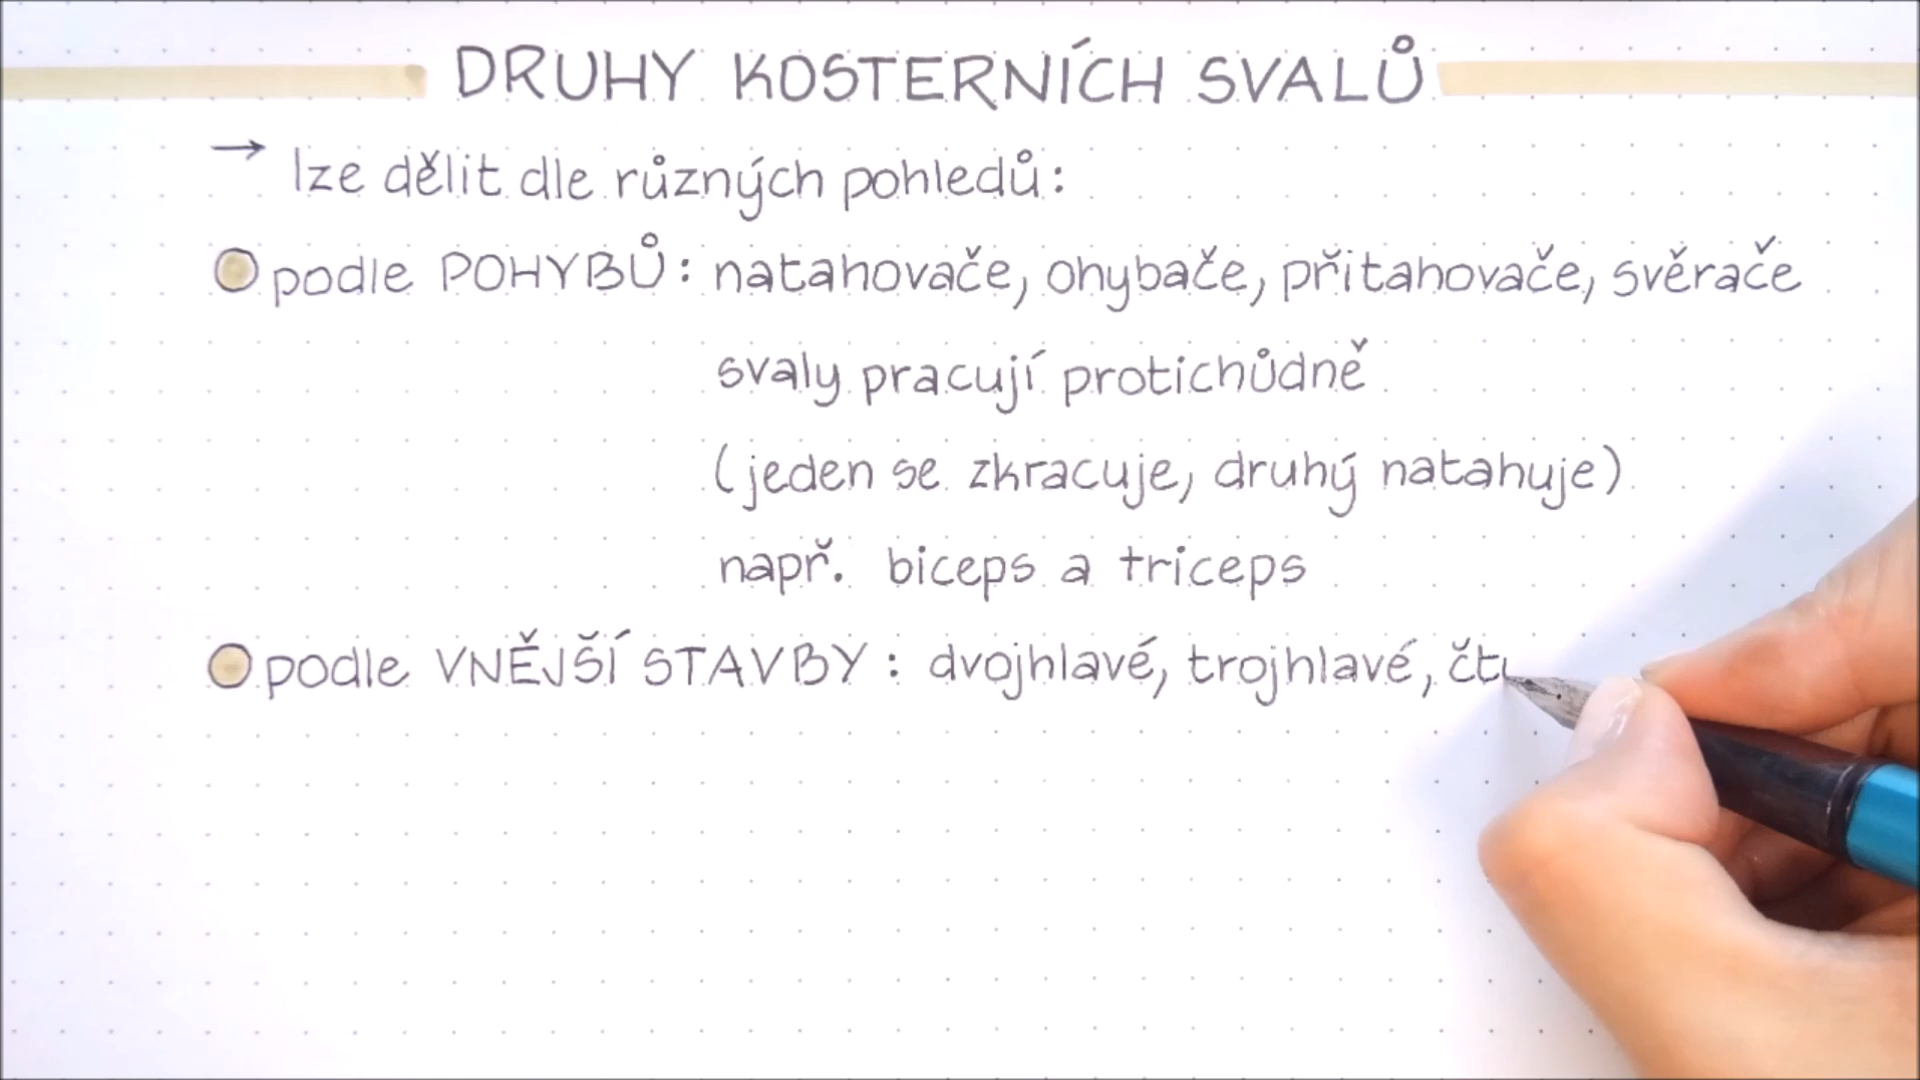 DRUHY KOSTERNÍCH SVALŮ
→ lze dělit dle různých pohledů:
podle POHYBŮ: natahovače, ohybače, přitahovače, svěrače
svaly pracují protichůdně
(jeden se zkracuje, druhý natahuje)
např. biceps a triceps
podle VNĚJŠÍ STAVBY: dvojhlavé, trojhlavé,